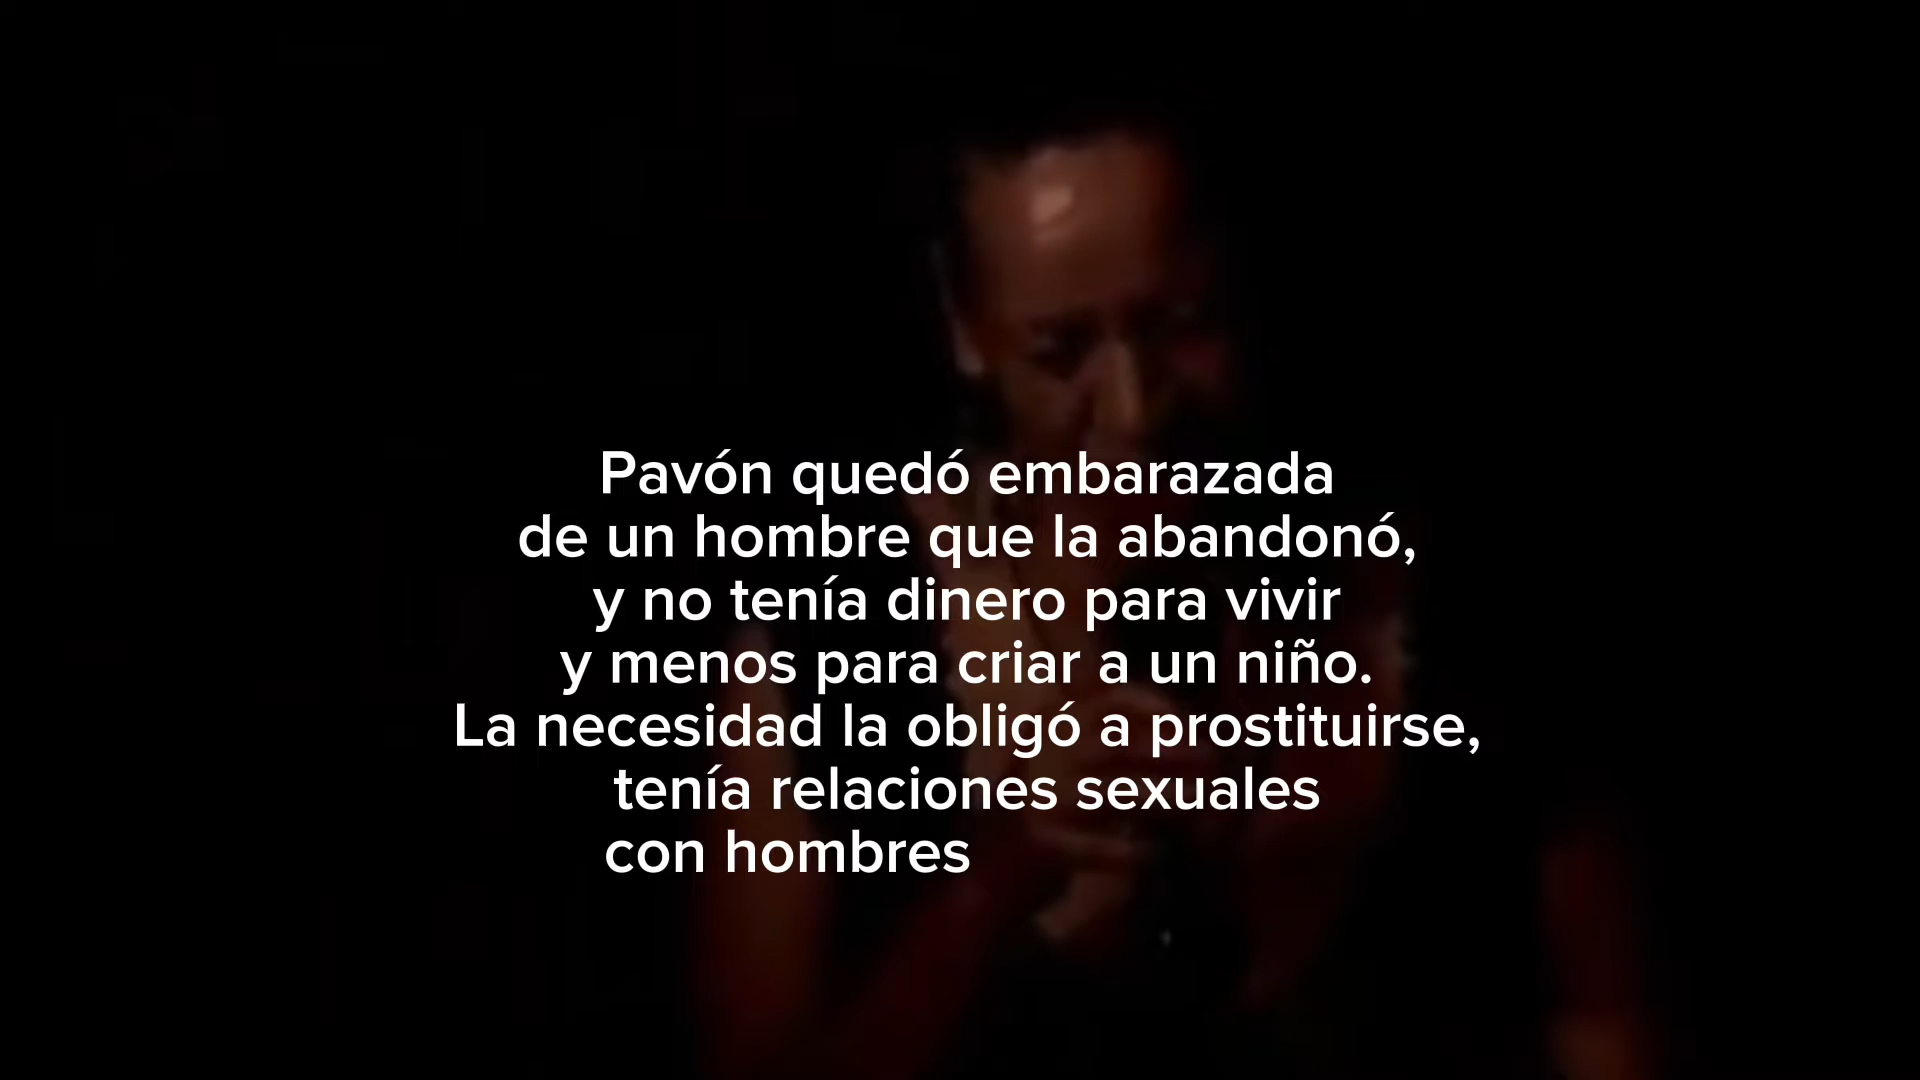 Pavón quedó embarazada
de un hombre que la abandonó,
y no tenía dinero para vivir
y menos para criar a un niño.
La necesidad la obligó a prostituirse,
tenía relaciones sexuales
con hombres